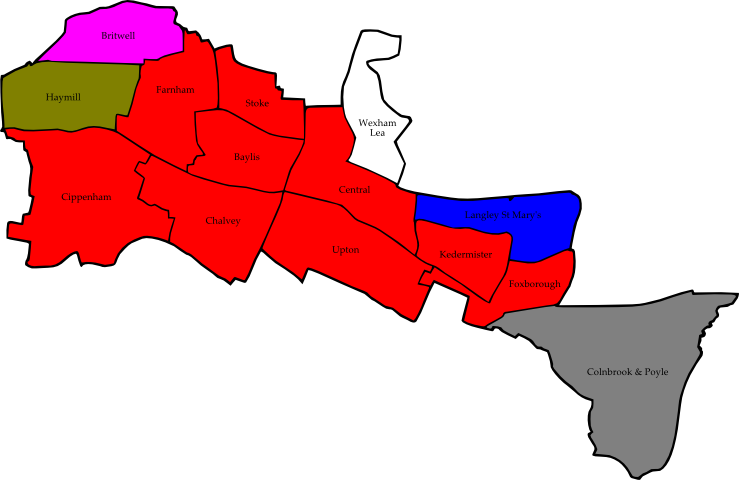 Britwell
Haymill
Farnham
Stoke
Wexham
Lea
Baylis
Cippenham
Central
Chalvey
Langley St Mary's
Upton
Kedermister
Foxborough
Colnbrook & Poyle